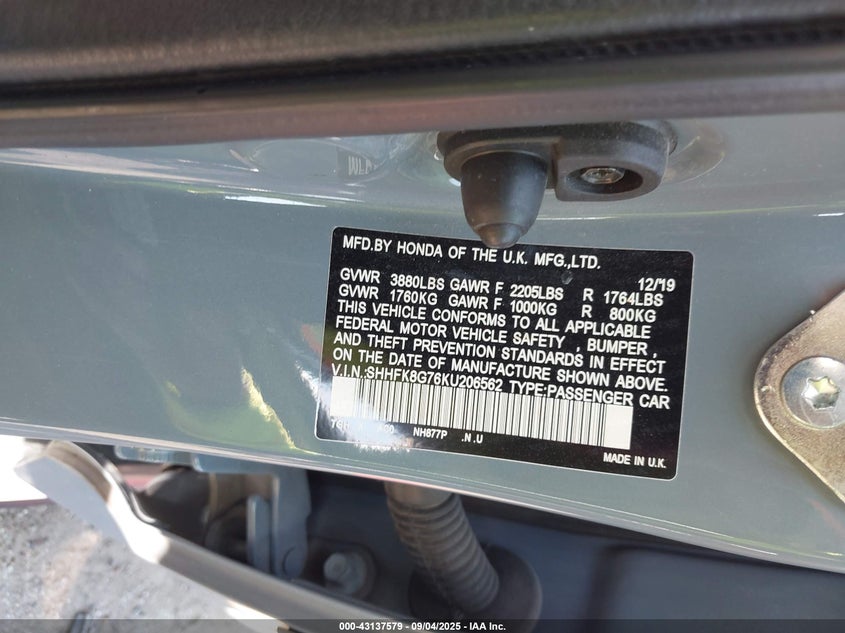 MFD.BY HONDA OF THE U.K. MFG.,LTD.
12/19
GVWR 3880LBS GAWR F 2205LBS R 1764LBS
GVWR 1760KG GAWR F 1000KG R 800KG
THIS VEHICLE CONFORMS TO ALL APPLICABLE
FEDERAL MOTOR VEHICLE SAFETY , BUMPER ,
AND THEFT PREVENTION STANDARDS IN EFFECT
ON THE DATE OF MANUFACTURE SHOWN ABOVE.
V.I.N.:SHHFK8G76KU206562 TYPE:PASSENGER CAR
NH877P .N .U
MADE IN U.K.
000-43137579 — 09/04/2025 — IAA Inc.